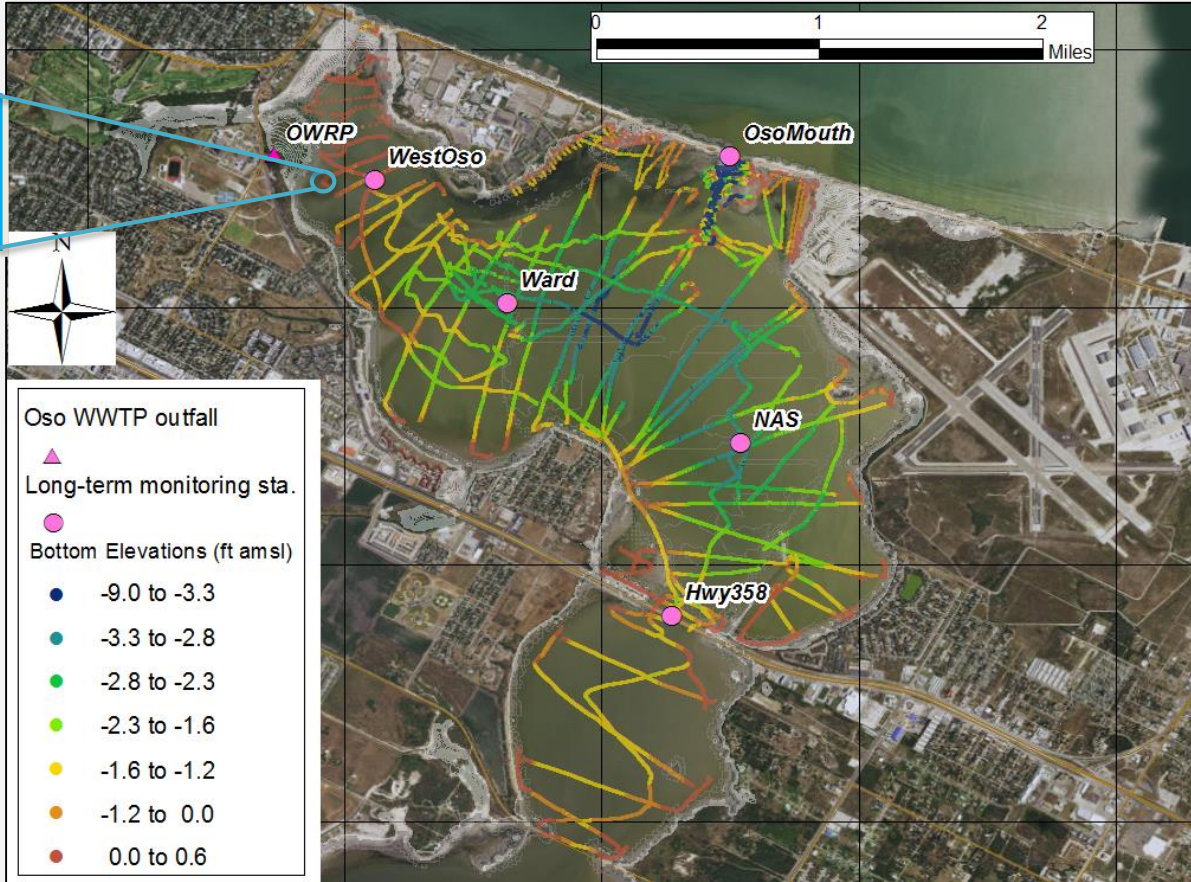 0 1 2
Miles
OWRP
OsoMouth
WestOso
N
Ward
NAS
Hwy358
Oso WWTP outfall
Long-term monitoring sta.
Bottom Elevations (ft amsl)
-9.0 to -3.3
-3.3 to -2.8
-2.8 to -2.3
-2.3 to -1.6
-1.6 to -1.2
-1.2 to 0.0
0.0 to 0.6